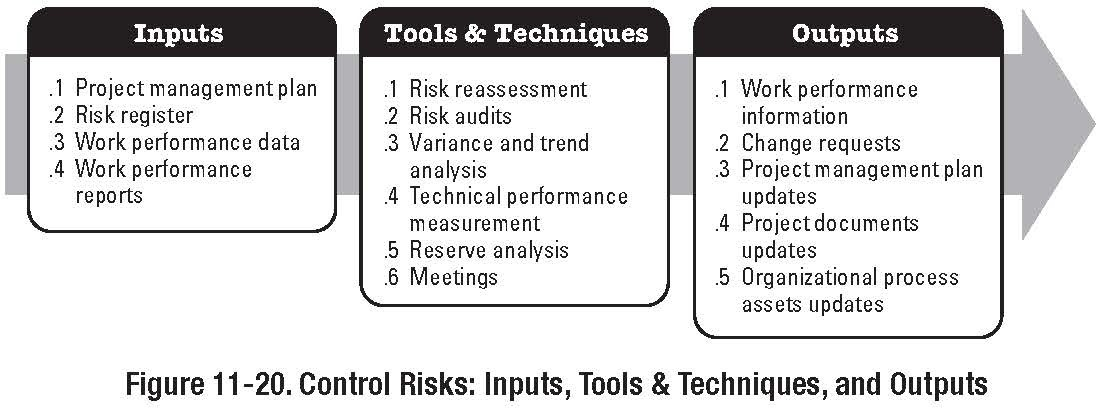 Inputs
.1 Project management plan
.2 Risk register
.3 Work performance data
.4 Work performance
reports
Tools & Techniques
.1 Risk reassessment
.2 Risk audits
.3 Variance and trend
analysis
.4 Technical performance
measurement
.5 Reserve analysis
.6 Meetings
Outputs
.1 Work performance
information
.2 Change requests
.3 Project management plan
updates
.4 Project documents
updates
.5 Organizational process
assets updates
Figure 11-20. Control Risks: Inputs, Tools & Techniques, and Outputs